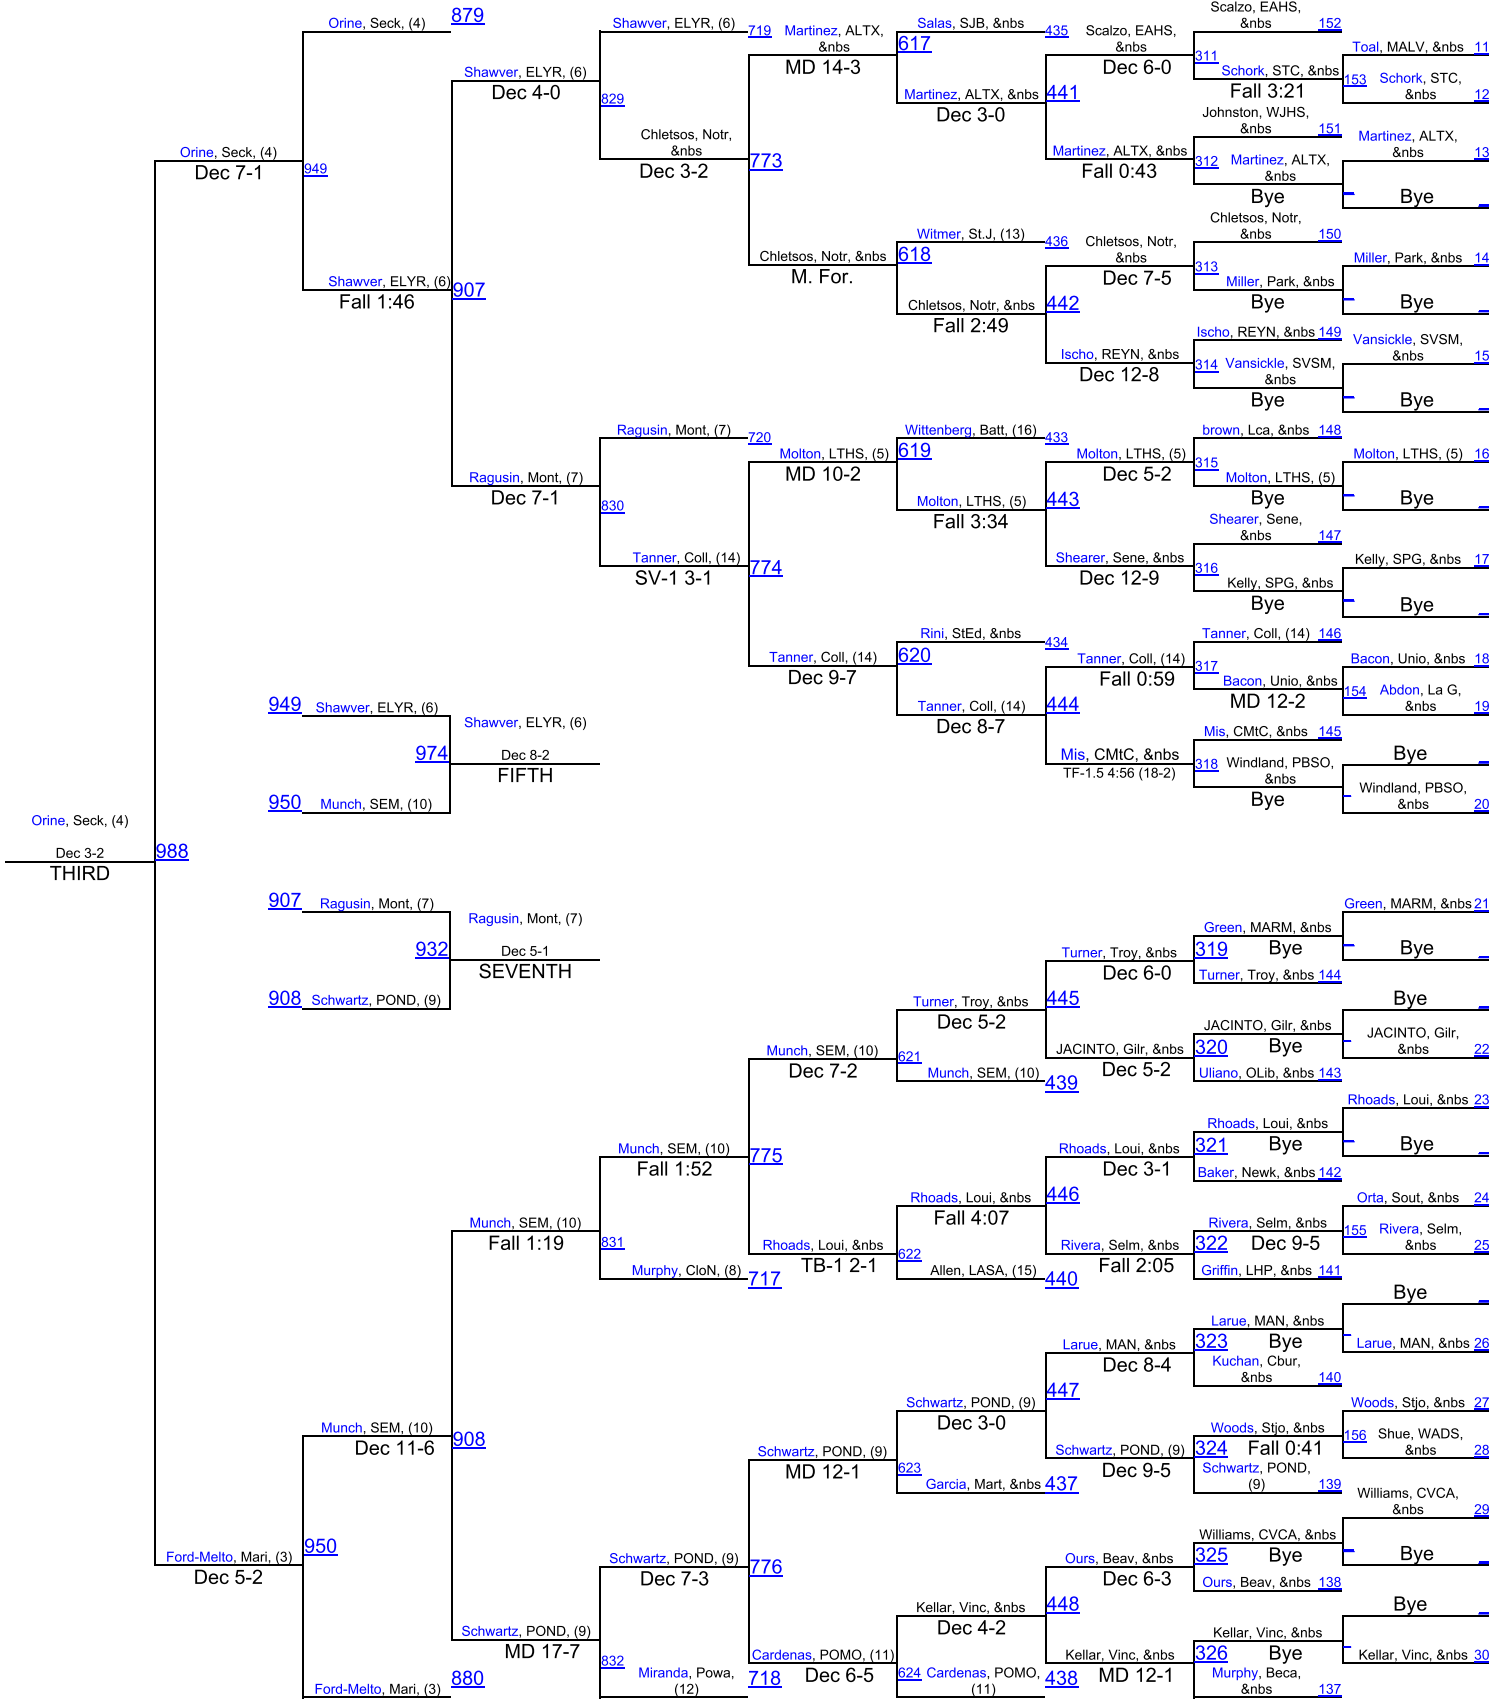 Orine, Seck, (4)
879
Shawver, ELYR, (6)
719
Martinez, ALTX,
&nbs
MD 14-3
Salas, SJB, &nbs
435
617
Scalzo, EAHS,
&nbs
Dec 6-0
Scalzo, EAHS,
&nbs
152
311
Toal, MALV, &nbs 11
Schork, STC, &nbs
Fall 3:21
153
Schork, STC,
&nbs
12
Shawver, ELYR, (6)
Dec 4-0
829
Martinez, ALTX, &nbs
Dec 3-0
441
Johnston, WJHS,
&nbs
151
Chletsos, Notr,
&nbs
Dec 3-2
773
Martinez, ALTX, &nbs
Fall 0:43
312
Martinez, ALTX,
&nbs
Bye
Martinez, ALTX,
&nbs
13
Bye
Orine, Seck, (4)
Dec 7-1
949
Chletsos, Notr,
&nbs
150
Witmer, St.J, (13)
436
618
Chletsos, Notr,
&nbs
Dec 7-5
313
Miller, Park, &nbs 14
Chletsos, Notr, &nbs
M. For.
Miller, Park, &nbs
Bye
Bye
Shawver, ELYR, (6)
Fall 1:46
907
Chletsos, Notr, &nbs
Fall 2:49
442
Ischo, REYN, &nbs 149
Vansickle, SVSM,
&nbs
15
Ischo, REYN, &nbs
Dec 12-8
314
Vansickle, SVSM,
&nbs
Bye
Bye
Ragusin, Mont, (7)
720
Wittenberg, Batt, (16)
433
619
brown, Lca, &nbs 148
Molton, LTHS, (5)
MD 10-2
Molton, LTHS, (5)
Dec 5-2
315
Molton, LTHS, (5) 16
Ragusin, Mont, (7)
Dec 7-1
830
Molton, LTHS, (5)
Bye
Bye
Molton, LTHS, (5)
Fall 3:34
443
Shearer, Sene,
&nbs
147
Tanner, Coll, (14)
SV-1 3-1
774
Shearer, Sene, &nbs
Dec 12-9
316
Kelly, SPG, &nbs 17
Kelly, SPG, &nbs
Bye
Bye
Rini, StEd, &nbs
434
620
Tanner, Coll, (14) 146
Tanner, Coll, (14)
Dec 9-7
Tanner, Coll, (14)
Fall 0:59
317
Bacon, Unio, &nbs 18
Bacon, Unio, &nbs
MD 12-2
154
Abdon, La G,
&nbs
19
949
Shawver, ELYR, (6)
Shawver, ELYR, (6)
Tanner, Coll, (14)
Dec 8-7
444
Mis, CMtC, &nbs 145
974
Dec 8-2
FIFTH
Mis, CMtC, &nbs
TF-1.5 4:56 (18-2)
318
Windland, PBSO,
&nbs
Bye
Bye
Windland, PBSO,
&nbs
20
950
Munch, SEM, (10)
Orine, Seck, (4)
Dec 3-2
THIRD
988
907
Ragusin, Mont, (7)
Ragusin, Mont, (7)
Green, MARM, &nbs 21
932
Dec 5-1
SEVENTH
Green, MARM, &nbs
319
Bye
Bye
Turner, Troy, &nbs
Dec 6-0
Turner, Troy, &nbs 144
908
Schwartz, POND, (9)
Turner, Troy, &nbs
Dec 5-2
445
Bye
JACINTO, Gilr, &nbs
320
Bye
JACINTO, Gilr,
&nbs
22
Munch, SEM, (10)
Dec 7-2
621
JACINTO, Gilr, &nbs
Dec 5-2
Munch, SEM, (10)
439
Uliano, OLib, &nbs 143
Rhoads, Loui, &nbs 23
Rhoads, Loui, &nbs
321
Bye
Bye
Munch, SEM, (10)
Fall 1:52
775
Rhoads, Loui, &nbs
Dec 3-1
Baker, Newk, &nbs 142
Rhoads, Loui, &nbs
Fall 4:07
446
Orta, Sout, &nbs 24
Munch, SEM, (10)
Fall 1:19
831
Rivera, Selm, &nbs
322
Dec 9-5
155
Rivera, Selm,
&nbs
25
Rhoads, Loui, &nbs
TB-1 2-1
622
Rivera, Selm, &nbs
Fall 2:05
Murphy, CloN, (8)
717
Allen, LASA, (15)
440
Griffin, LHP, &nbs 141
Bye
Larue, MAN, &nbs
323
Bye
Larue, MAN, &nbs 26
Larue, MAN, &nbs
Dec 8-4
Kuchan, Cbur,
&nbs
140
Schwartz, POND, (9)
Dec 3-0
447
Woods, Stjo, &nbs 27
Munch, SEM, (10)
Dec 11-6
908
Woods, Stjo, &nbs
324
Fall 0:41
156
Shue, WADS,
&nbs
28
Schwartz, POND, (9)
MD 12-1
623
Schwartz, POND, (9)
Dec 9-5
Schwartz, POND,
(9)
139
Garcia, Mart, &nbs
437
Williams, CVCA,
&nbs
29
950
Williams, CVCA, &nbs
325
Bye
Bye
Ford-Melto, Mari, (3)
Dec 5-2
Schwartz, POND, (9)
Dec 7-3
776
Ours, Beav, &nbs
Dec 6-3
Ours, Beav, &nbs 138
Kellar, Vinc, &nbs
Dec 4-2
448
Bye
Schwartz, POND, (9)
MD 17-7
832
Kellar, Vinc, &nbs
326
Bye
Kellar, Vinc, &nbs 30
Cardenas, POMO, (11)
Dec 6-5
624
Kellar, Vinc, &nbs
MD 12-1
Ford-Melto, Mari, (3)
880
Miranda, Powa,
(12)
718
Cardenas, POMO,
(11)
438
Murphy, Beca,
&nbs
137